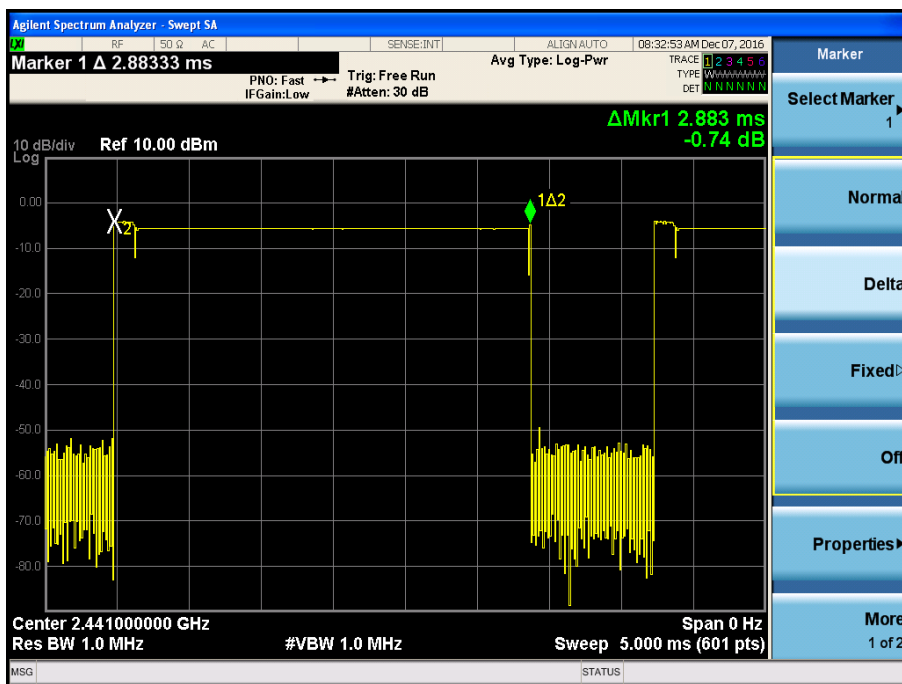 Agilent Spectrum Analyzer - Swept SA
LXI RF 50 Ω AC SENSE:INT ALIGN AUTO 08:32:53 AM Dec 07, 2016
Marker 1 Δ 2.88333 ms
PNO: Fast
IFGain:Low
Trig: Free Run
#Atten: 30 dB
Avg Type: Log-Pwr
TRACE 1 2 3 4 5 6
TYPE WWWWWW
DET N N N N N N
ΔMkr1 2.883 ms
-0.74 dB
10 dB/div Ref 10.00 dBm
Log
0.00
-10.0
-20.0
-30.0
-40.0
-50.0
-60.0
-70.0
-80.0
X2
1Δ2
Center 2.441000000 GHz Span 0 Hz
Res BW 1.0 MHz #VBW 1.0 MHz Sweep 5.000 ms (601 pts)
MSG STATUS
Marker
Select Marker
1
Normal
Delta
Fixed
Off
Properties
More
1 of 2